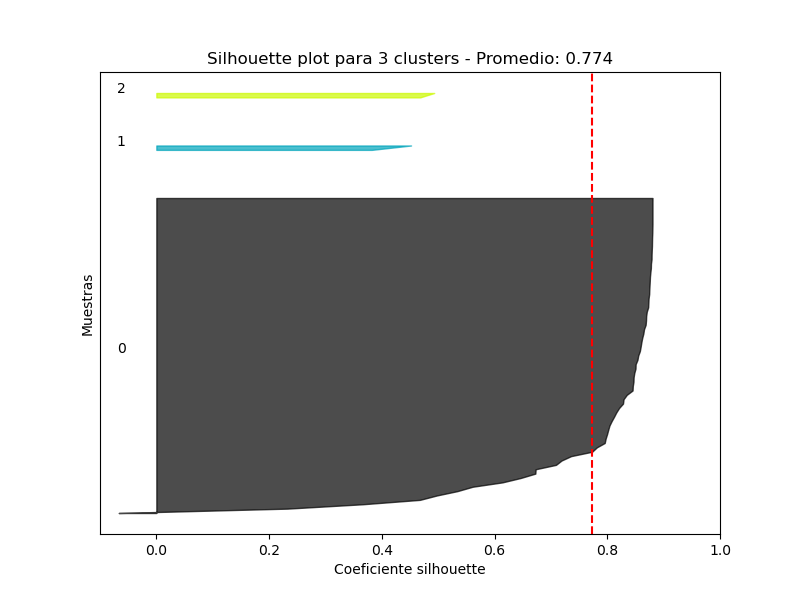 Silhouette plot para 3 clusters - Promedio: 0.774
2
1
0
Muestras
0.0 0.2 0.4 0.6 0.8 1.0
Coeficiente silhouette